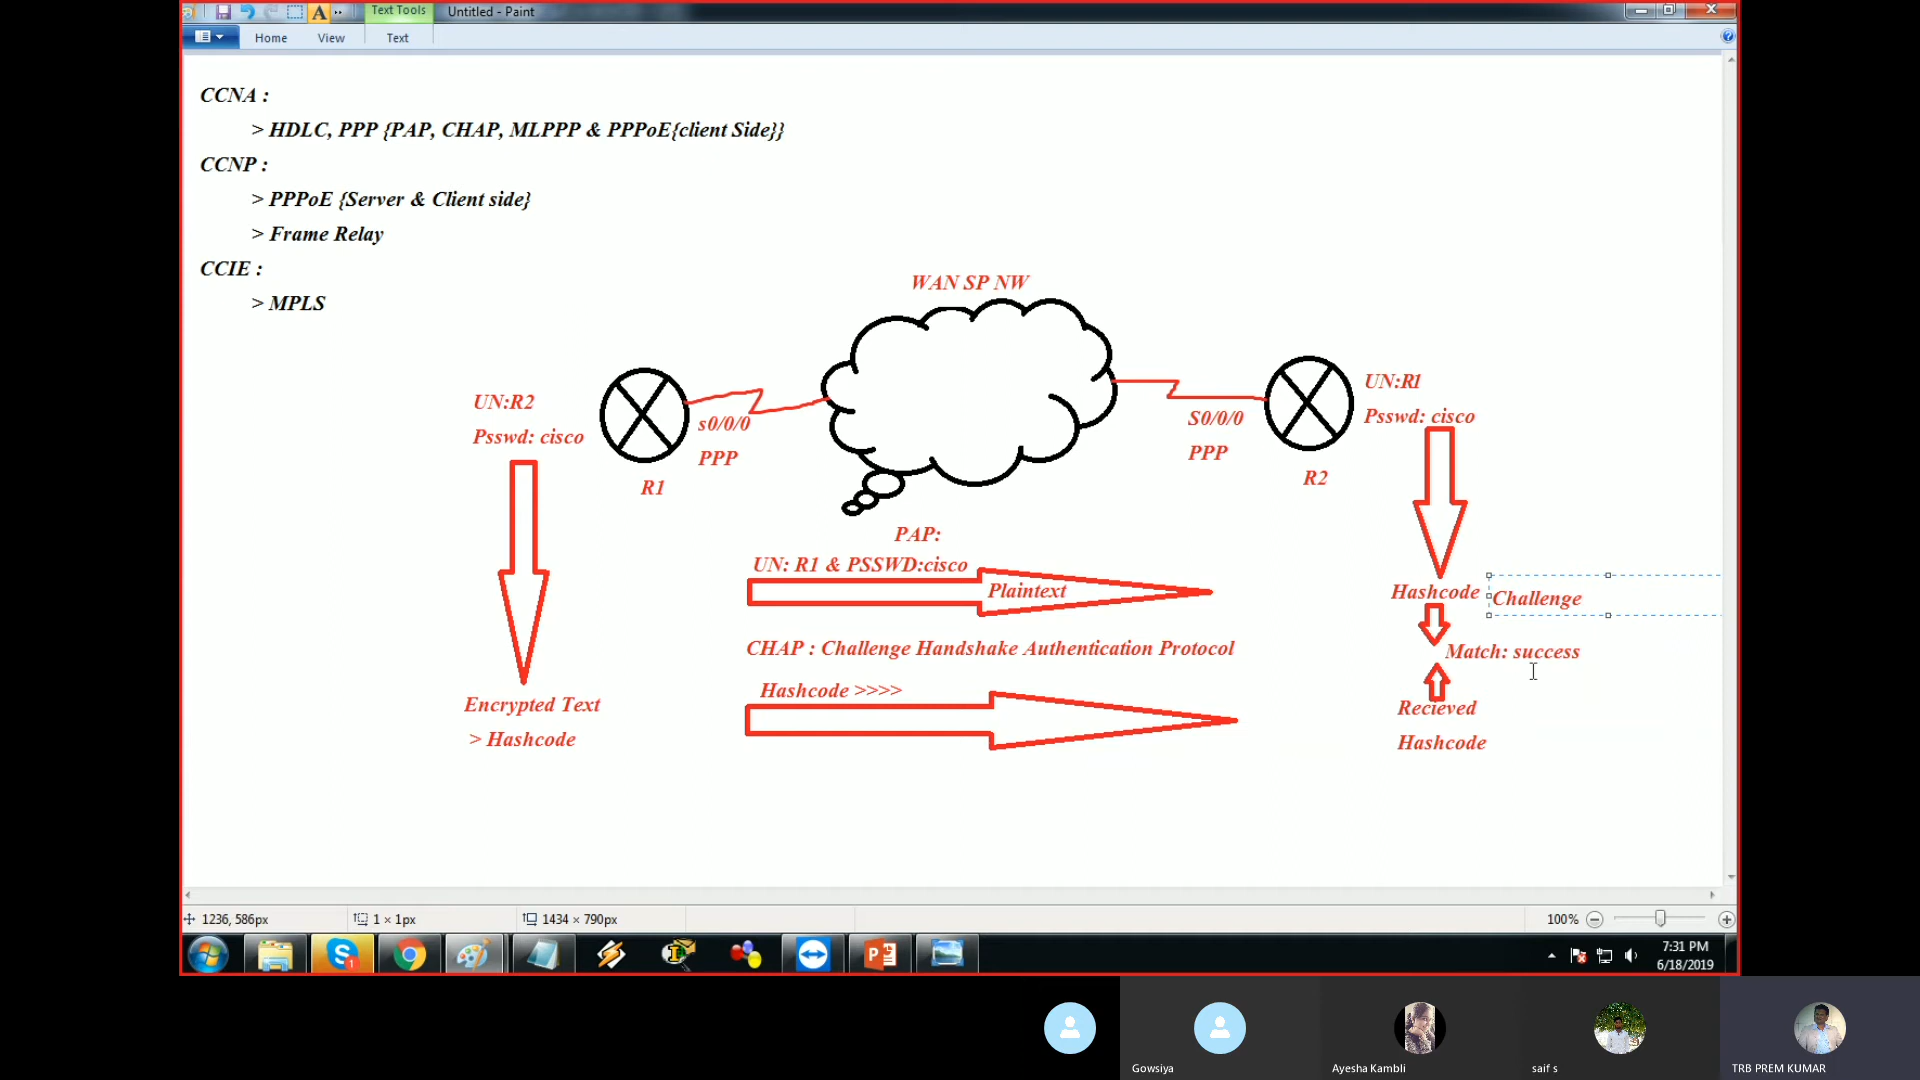 Text Tools
Untitled - Paint
Home
View
Text
CCNA :
> HDLC, PPP {PAP, CHAP, MLPPP & PPPoE{client Side}}
CCNP :
> PPPoE {Server & Client side}
> Frame Relay
CCIE :
> MPLS
WAN SP NW
UN:R2
Psswd: cisco
s0/0/0
PPP
R1
S0/0/0
PPP
R2
UN:R1
Psswd: cisco
PAP:
UN: R1 & PSSWD:cisco
Plaintext
Hashcode
Challenge
CHAP : Challenge Handshake Authentication Protocol
Match: success
Hashcode >>>>
Encrypted Text
> Hashcode
Recieved
Hashcode
1236, 586px
1 × 1px
1434 × 790px
100%
7:31 PM
6/18/2019
Gowsiya
Ayesha Kambli
saif s
TRB PREM KUMAR